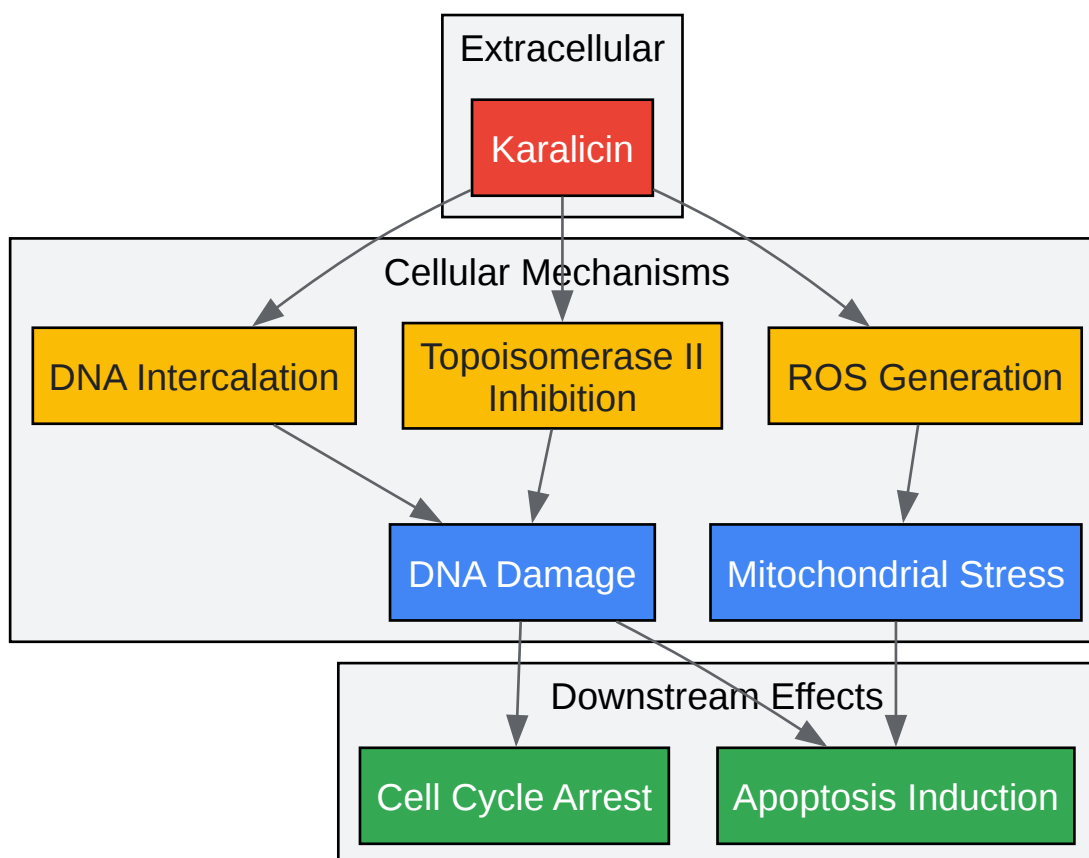 Extracellular
Karalicin
Cellular Mechanisms
DNA Intercalation
Topoisomerase II
Inhibition
ROS Generation
DNA Damage
Mitochondrial Stress
Downstream Effects
Cell Cycle Arrest
Apoptosis Induction